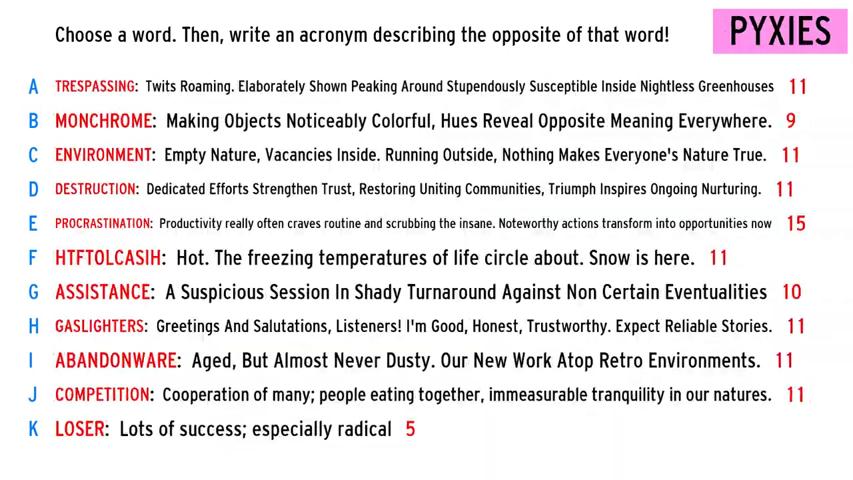 Choose a word. Then, write an acronym describing the opposite of that word!
PYXIES
A TRESPASSING: Twits Roaming. Elaborately Shown Peaking Around Stupendously Susceptible Inside Nightless Greenhouses 11
B MONCHROME: Making Objects Noticeably Colorful, Hues Reveal Opposite Meaning Everywhere. 9
C ENVIRONMENT: Empty Nature, Vacancies Inside. Running Outside, Nothing Makes Everyone's Nature True. 11
D DESTRUCTION: Dedicated Efforts Strengthen Trust, Restoring Uniting Communities, Triumph Inspires Ongoing Nurturing. 11
E PROCRASTINATION: Productivity really often craves routine and scrubbing the insane. Noteworthy actions transform into opportunities now 15
F HTFTOLCASIH: Hot. The freezing temperatures of life circle about. Snow is here. 11
G ASSISTANCE: A Suspicious Session In Shady Turnaround Against Non Certain Eventualities 10
H GASLIGHTERS: Greetings And Salutations, Listeners! I'm Good, Honest, Trustworthy. Expect Reliable Stories. 11
I ABANDONWARE: Aged, But Almost Never Dusty. Our New Work Atop Retro Environments. 11
J COMPETITION: Cooperation of many; people eating together, immeasurable tranquility in our natures. 11
K LOSER: Lots of success; especially radical 5